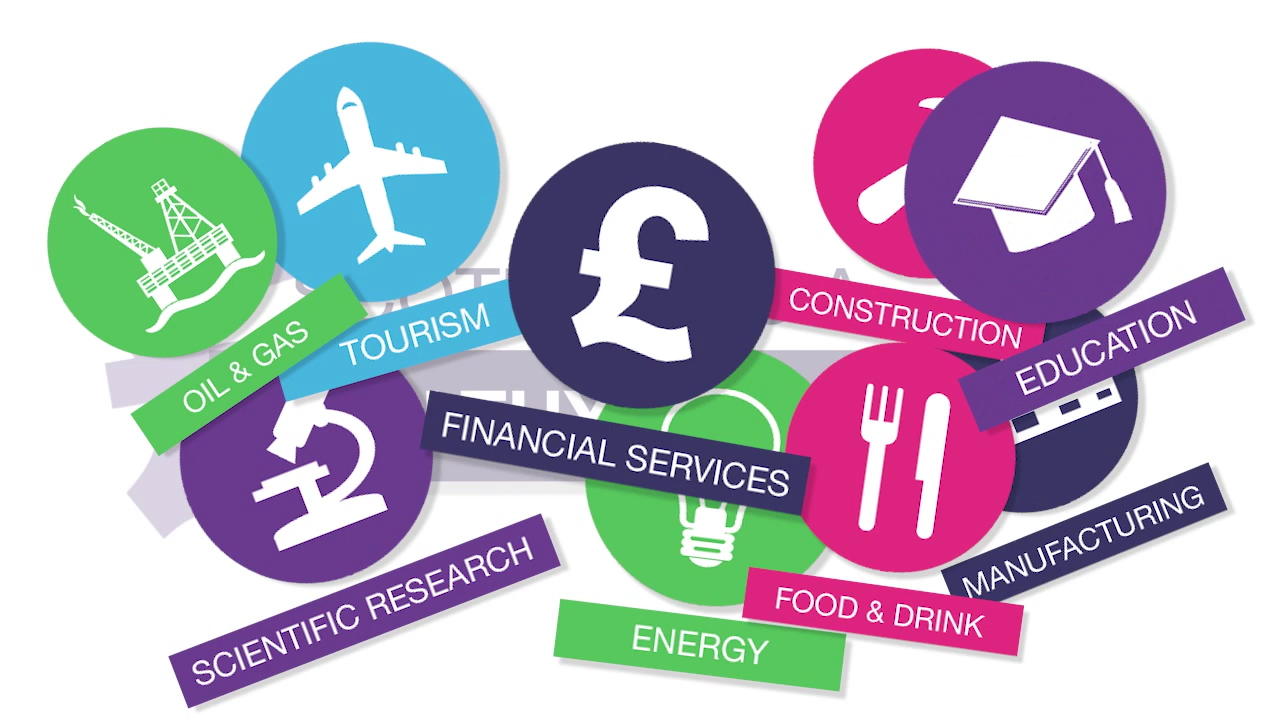 OIL & GAS
TOURISM
£
CONSTRUCTION
EDUCATION
FINANCIAL SERVICES
SCIENTIFIC RESEARCH
ENERGY
FOOD & DRINK
MANUFACTURING